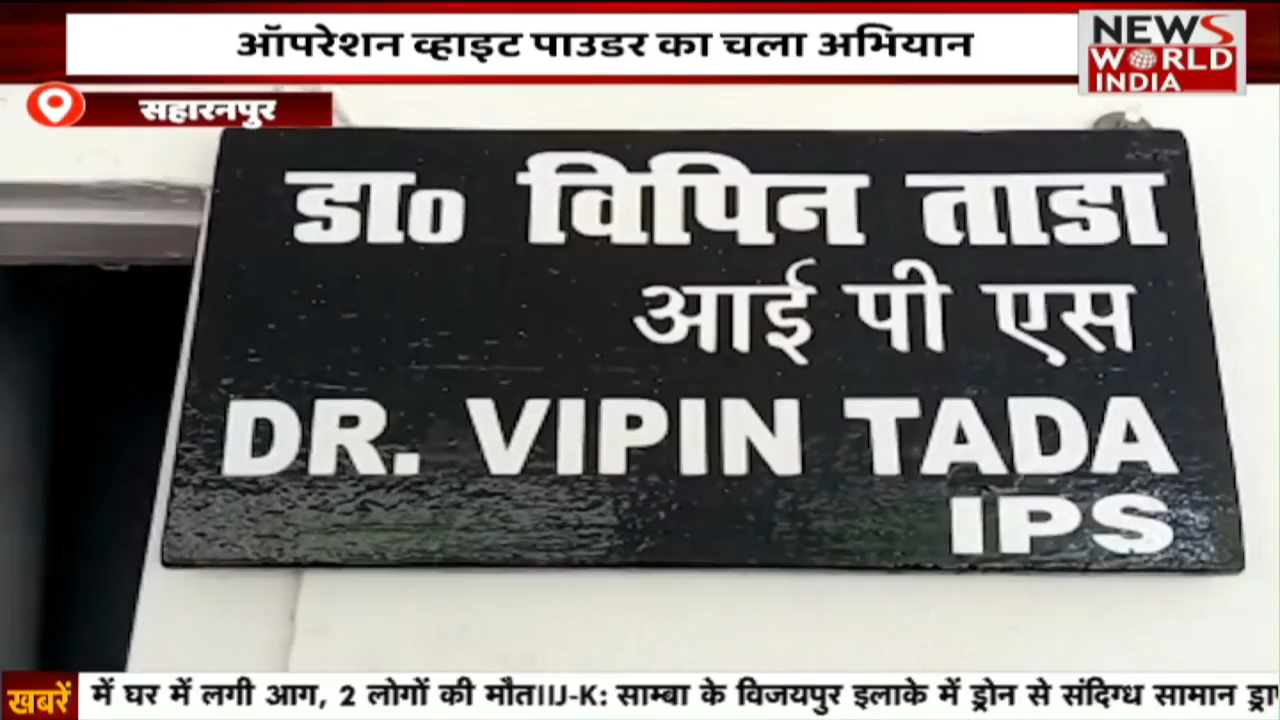 ऑपरेशन व्हाइट पाउडर का चला अभियान
NEWS
WORLD
INDIA
सहारनपुर
डा० विपिन ताडा
आई पी एस
DR. VIPIN TADA
IPS
खबरें में घर में लगी आग, 2 लोगों की मौत।।J-K: साम्बा के विजयपुर इलाके में ड्रोन से संदिग्ध सामान